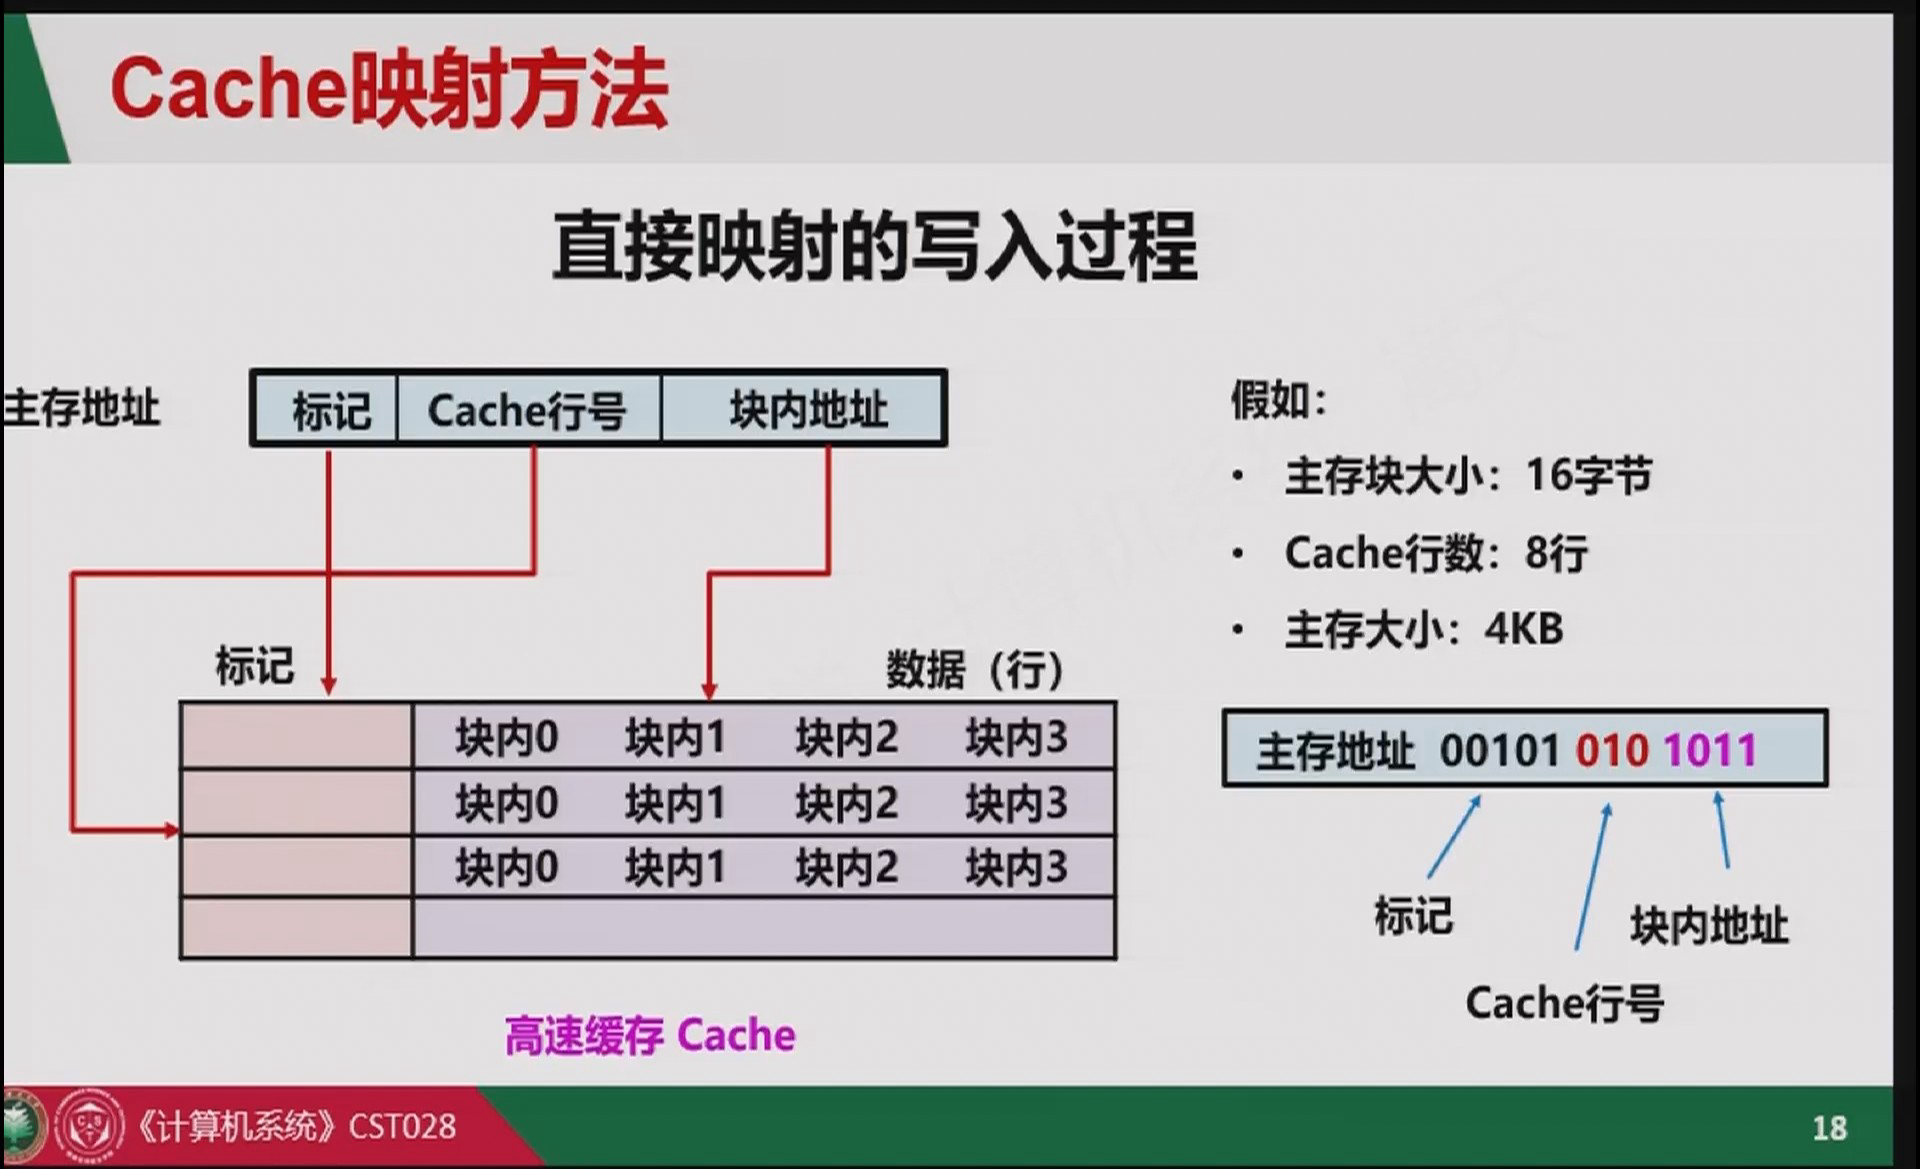 Cache映射方法
直接映射的写入过程
主存地址
标记 Cache行号 块内地址
标记
数据（行）
块内0 块内1 块内2 块内3
块内0 块内1 块内2 块内3
块内0 块内1 块内2 块内3
高速缓存 Cache
假如：
• 主存块大小：16字节
• Cache行数：8行
• 主存大小：4KB
主存地址 00101 010 1011
标记
块内地址
Cache行号
《计算机系统》CST028
18